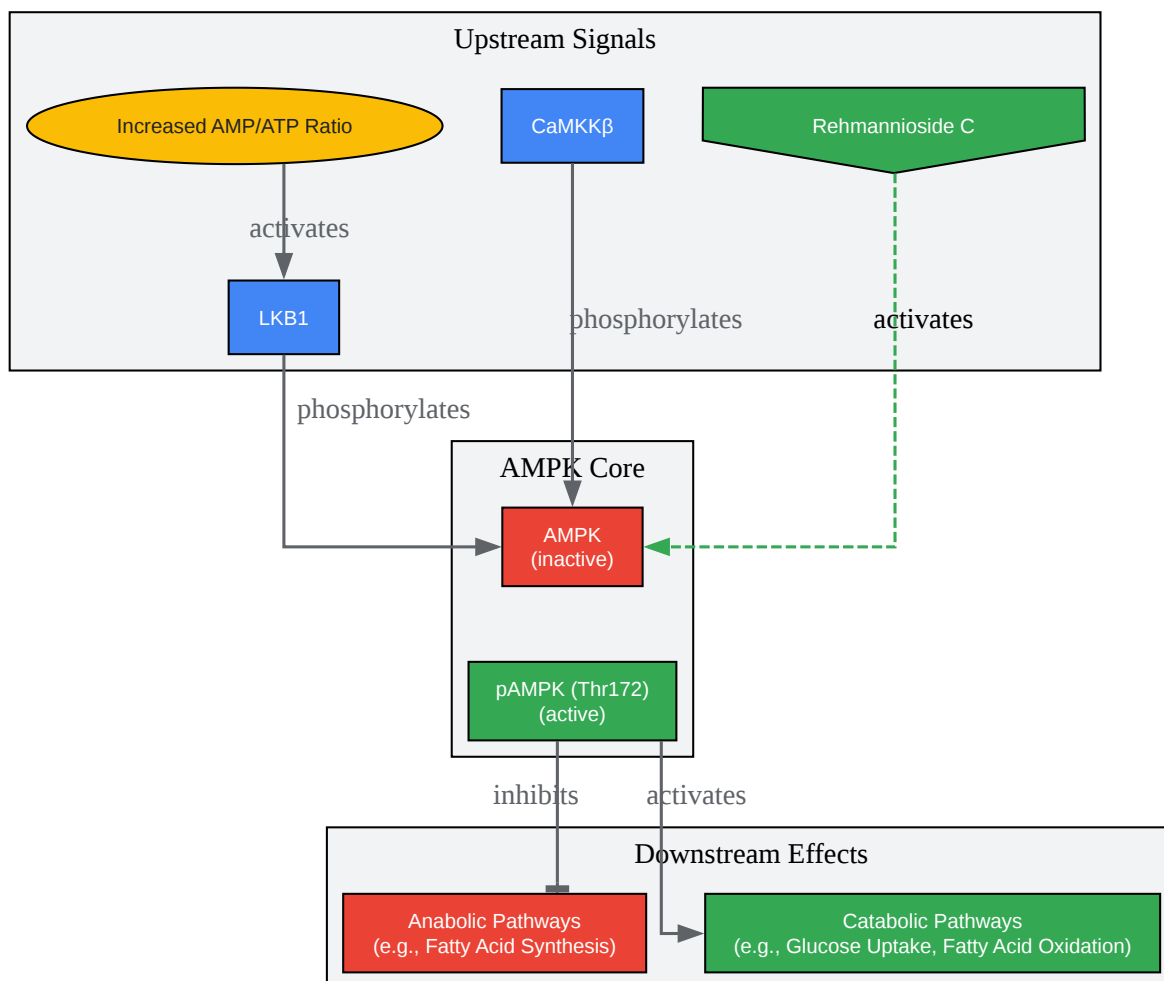 Upstream Signals
Increased AMP/ATP Ratio
CaMKKβ
Rehmannioside C
activates
LKB1
phosphorylates
activates
phosphorylates
AMPK Core
AMPK
(inactive)
pAMPK (Thr172)
(active)
inhibits
activates
Downstream Effects
Anabolic Pathways
(e.g., Fatty Acid Synthesis)
Catabolic Pathways
(e.g., Glucose Uptake, Fatty Acid Oxidation)